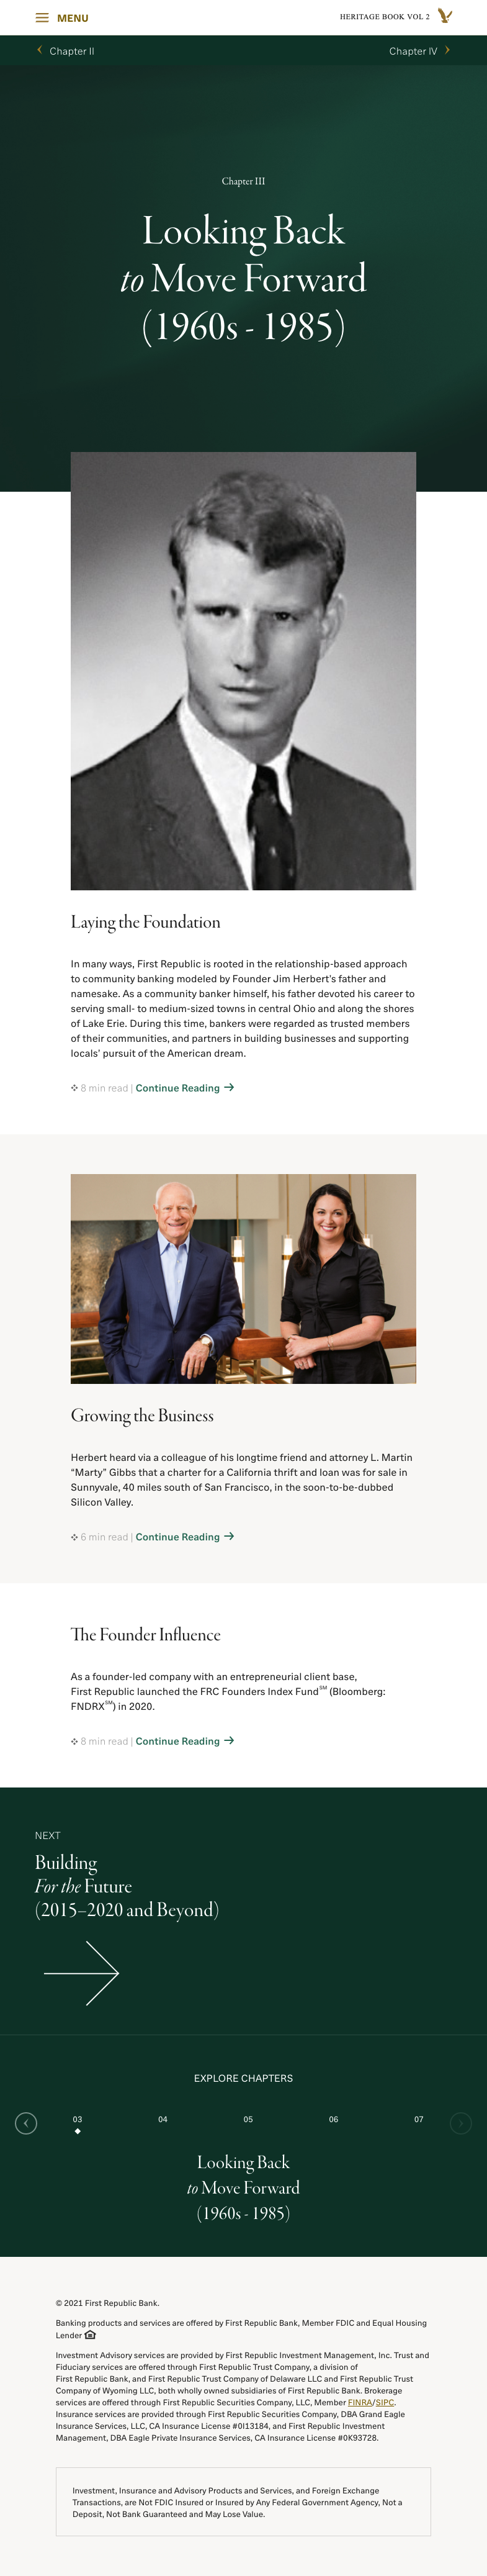 MENU
HERITAGE BOOK VOL 2
Chapter II
Chapter IV
Chapter III
Looking Back
to Move Forward
(1960s - 1985)
Laying the Foundation
In many ways, First Republic is rooted in the relationship-based approach
to community banking modeled by Founder Jim Herbert's father and
namesake. As a community banker himself, his father devoted his career to
serving small- to medium-sized towns in central Ohio and along the shores
of Lake Erie. During this time, bankers were regarded as trusted members
of their communities, and partners in building businesses and supporting
locals' pursuit of the American dream.
8 min read | Continue Reading →
Growing the Business
Herbert heard via a colleague of his longtime friend and attorney L. Martin
“Marty” Gibbs that a charter for a California thrift and loan was for sale in
Sunnyvale, 40 miles south of San Francisco, in the soon-to-be-dubbed
Silicon Valley.
6 min read | Continue Reading →
The Founder Influence
As a founder-led company with an entrepreneurial client base,
First Republic launched the FRC Founders Index Fund℠ (Bloomberg:
FNDRX℠) in 2020.
8 min read | Continue Reading →
NEXT
Building
For the Future
(2015–2020 and Beyond)
EXPLORE CHAPTERS
03 04 05 06 07
Looking Back
to Move Forward
(1960s - 1985)
© 2021 First Republic Bank.
Banking products and services are offered by First Republic Bank, Member FDIC and Equal Housing
Lender
Investment Advisory services are provided by First Republic Investment Management, Inc. Trust and
Fiduciary services are offered through First Republic Trust Company, a division of
First Republic Bank, and First Republic Trust Company of Delaware LLC and First Republic Trust
Company of Wyoming LLC, both wholly owned subsidiaries of First Republic Bank. Brokerage
services are offered through First Republic Securities Company, LLC, Member FINRA/SIPC.
Insurance services are provided through First Republic Securities Company, DBA Grand Eagle
Insurance Services, LLC, CA Insurance License #0I13184, and First Republic Investment
Management, DBA Eagle Private Insurance Services, CA Insurance License #0K93728.
Investment, Insurance and Advisory Products and Services, and Foreign Exchange
Transactions, are Not FDIC Insured or Insured by Any Federal Government Agency, Not a
Deposit, Not Bank Guaranteed and May Lose Value.